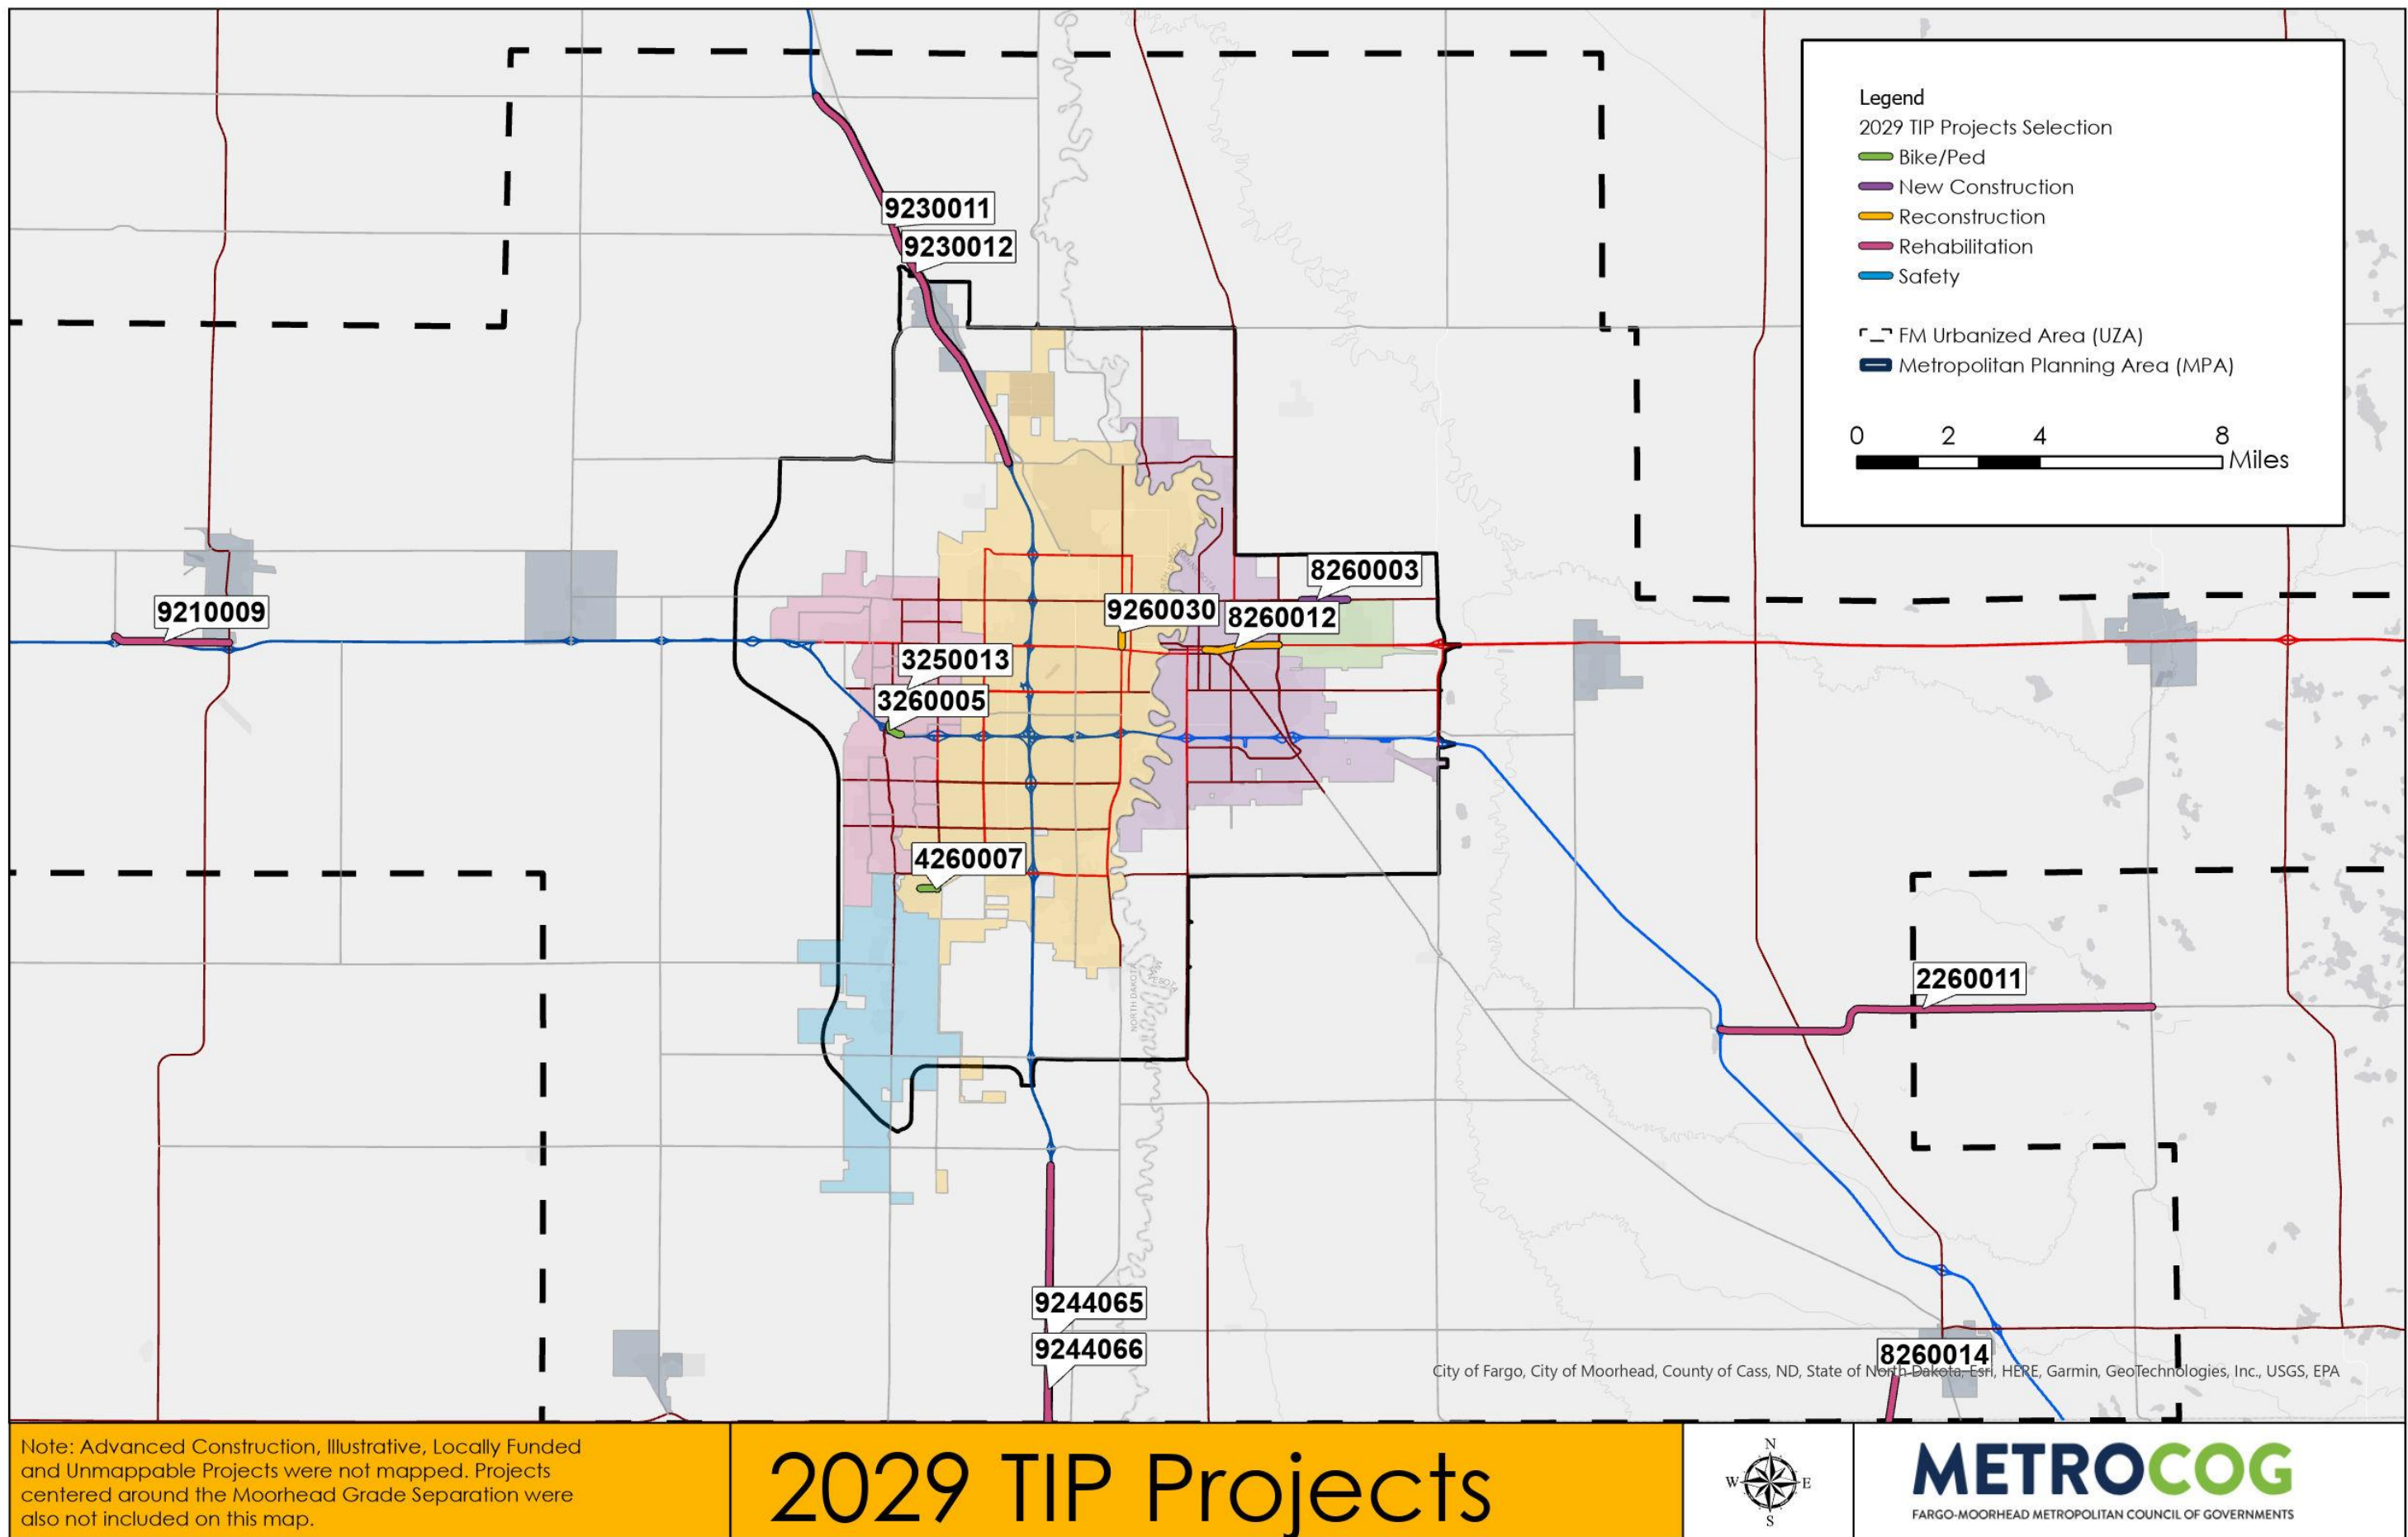 Legend
2029 TIP Projects Selection
Bike/Ped
New Construction
Reconstruction
Rehabilitation
Safety
FM Urbanized Area (UZA)
Metropolitan Planning Area (MPA)
0 2 4 8
Miles
9230011
9230012
8260003
9210009
9260030
8260012
3250013
3260005
4260007
NORTH DAKOTA
2260011
9244065
9244066
8260014
City of Fargo, City of Moorhead, County of Cass, ND, State of North Dakota, Esri, HERE, Garmin, GeoTechnologies, Inc., USGS, EPA
Note: Advanced Construction, Illustrative, Locally Funded
and Unmappable Projects were not mapped. Projects
centered around the Moorhead Grade Separation were
also not included on this map.
2029 TIP Projects
N
W E
S
METROCOG
FARGO-MOORHEAD METROPOLITAN COUNCIL OF GOVERNMENTS